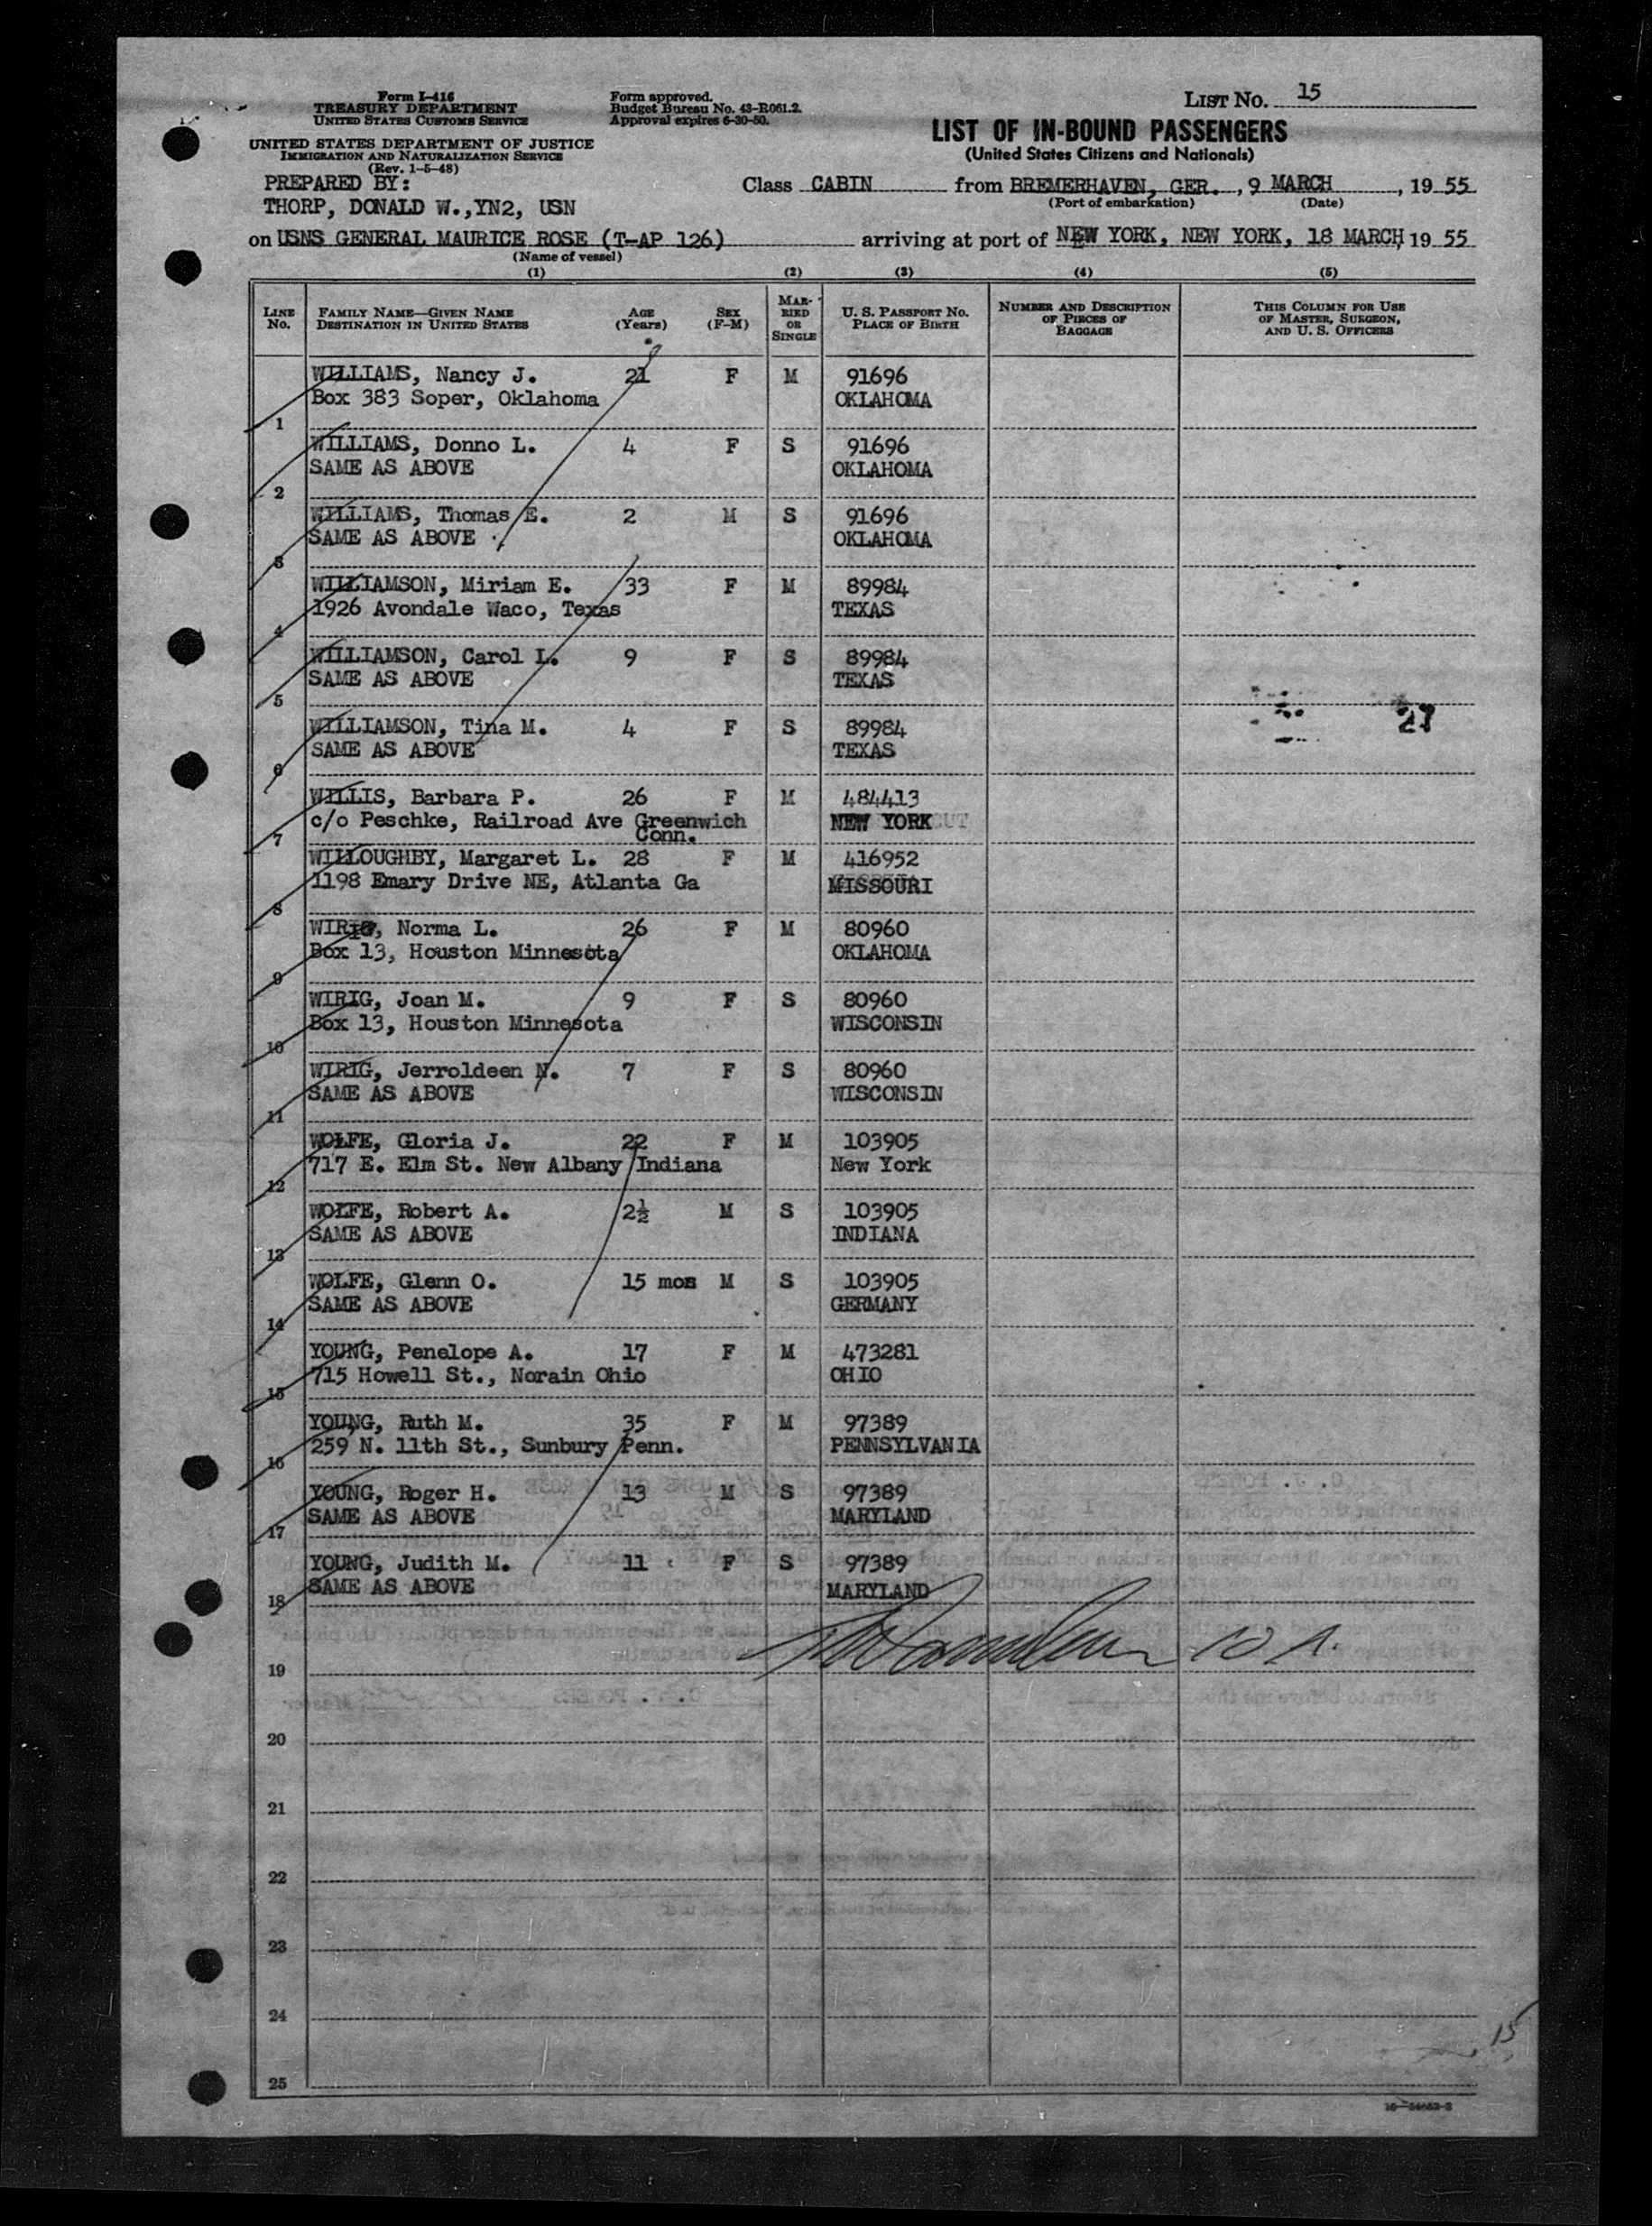 Form I-416
TREASURY DEPARTMENT
UNITED STATES CUSTOMS SERVICE
UNITED STATES DEPARTMENT OF JUSTICE
IMMIGRATION AND NATURALIZATION SERVICE
(Rev. 1-5-48)
Form approved.
Budget Bureau No. 43-R061.2.
Approval expires 6-30-50.
LIST NO. 15
LIST OF IN-BOUND PASSENGERS
(United States Citizens and Nationals)
PREPARED BY:
THORP, DONALD W.,YN2, USN
Class CABIN from BREMERHAVEN, GER. , 9 MARCH , 19 55
(Port of embarkation) (Date)
on USNS GENERAL MAURICE ROSE (T-AP 126) arriving at port of NEW YORK, NEW YORK, 18 MARCH 19 55
(Name of vessel)
(1) (2) (3) (4) (5)
LINE NO. FAMILY NAME—GIVEN NAME DESTINATION IN UNITED STATES AGE (Years) SEX (F-M) MARRIED OR SINGLE U. S. PASSPORT NO. PLACE OF BIRTH NUMBER AND DESCRIPTION OF PIECES OF BAGGAGE THIS COLUMN FOR USE OF MASTER, SURGEON, AND U. S. OFFICERS
WILLIAMS, Nancy J. 21 F M 91696
Box 383 Soper, Oklahoma OKLAHOMA
1
WILLIAMS, Donno L. 4 F S 91696
SAME AS ABOVE OKLAHOMA
2
WILLIAMS, Thomas E. 2 M S 91696
SAME AS ABOVE OKLAHOMA
3
WILLIAMSON, Miriam E. 33 F M 89984
1926 Avondale Waco, Texas TEXAS
4
WILLIAMSON, Carol L. 9 F S 89984
SAME AS ABOVE TEXAS
5
27
WILLIAMSON, Tina M. 4 F S 89984
SAME AS ABOVE TEXAS
6
WILLIS, Barbara P. 26 F M 484413
c/o Peschke, Railroad Ave Greenwich NEW YORK
Conn.
7
WILLOUGHBY, Margaret L. 28 F M 416952
1198 Emary Drive NE, Atlanta Ga MISSOURI
8
WIRIG, Norma L. 26 F M 80960
Box 13, Houston Minnesota OKLAHOMA
9
WIRIG, Joan M. 9 F S 80960
Box 13, Houston Minnesota WISCONSIN
10
WIRIG, Jerroldeen N. 7 F S 80960
SAME AS ABOVE WISCONSIN
11
WOLFE, Gloria J. 22 F M 103905
717 E. Elm St. New Albany Indiana New York
12
WOLFE, Robert A. 2½ M S 103905
SAME AS ABOVE INDIANA
13
WOLFE, Glenn O. 15 mos M S 103905
SAME AS ABOVE GERMANY
14
YOUNG, Penelope A. 17 F M 473281
715 Howell St., Norain Ohio OHIO
15
YOUNG, Ruth M. 35 F M 97389
259 N. 11th St., Sunbury Penn. PENNSYLVANIA
16
YOUNG, Roger H. 13 M S 97389
SAME AS ABOVE MARYLAND
17
YOUNG, Judith M. 11 F S 97389
SAME AS ABOVE MARYLAND
18
19
20
21
22
23
24
15
25